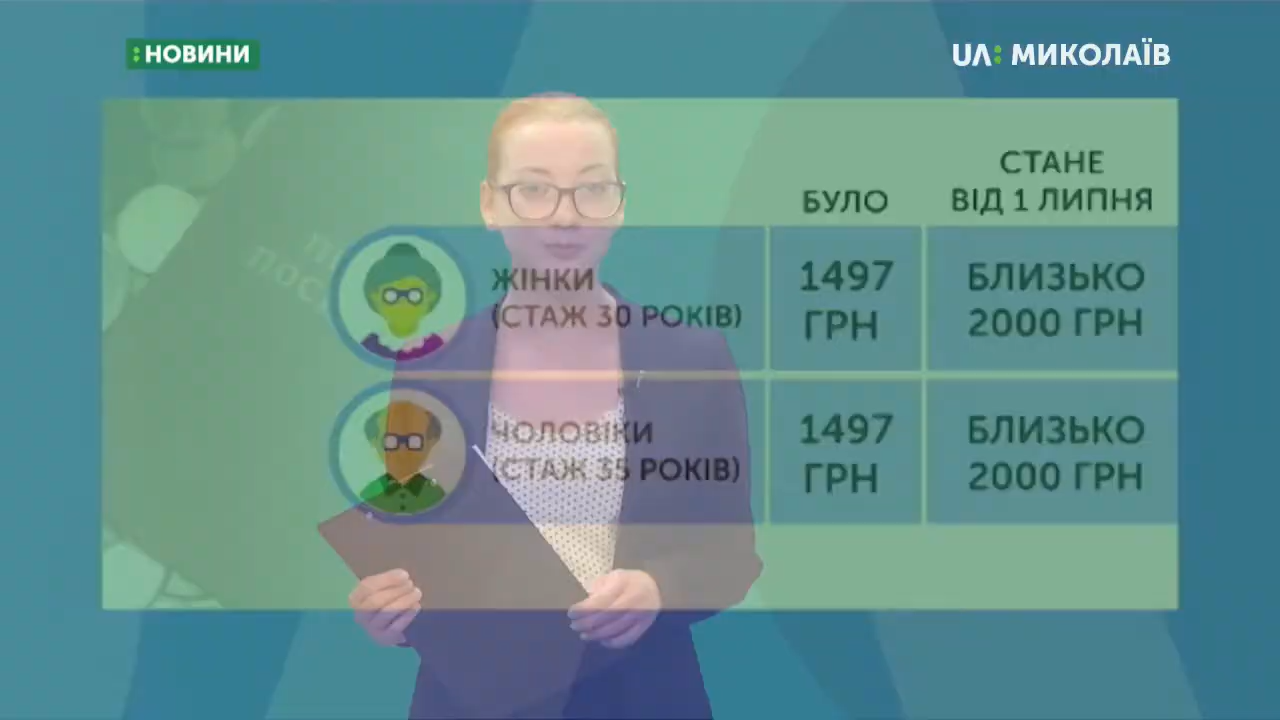 :НОВИНИ
UA: МИКОЛАЇВ
БУЛО
СТАНЕ
ВІД 1 ЛИПНЯ
ЖІНКИ
(СТАЖ 30 РОКІВ)
1497
ГРН
БЛИЗЬКО
2000 ГРН
ЧОЛОВІКИ
(СТАЖ 35 РОКІВ)
1497
ГРН
БЛИЗЬКО
2000 ГРН